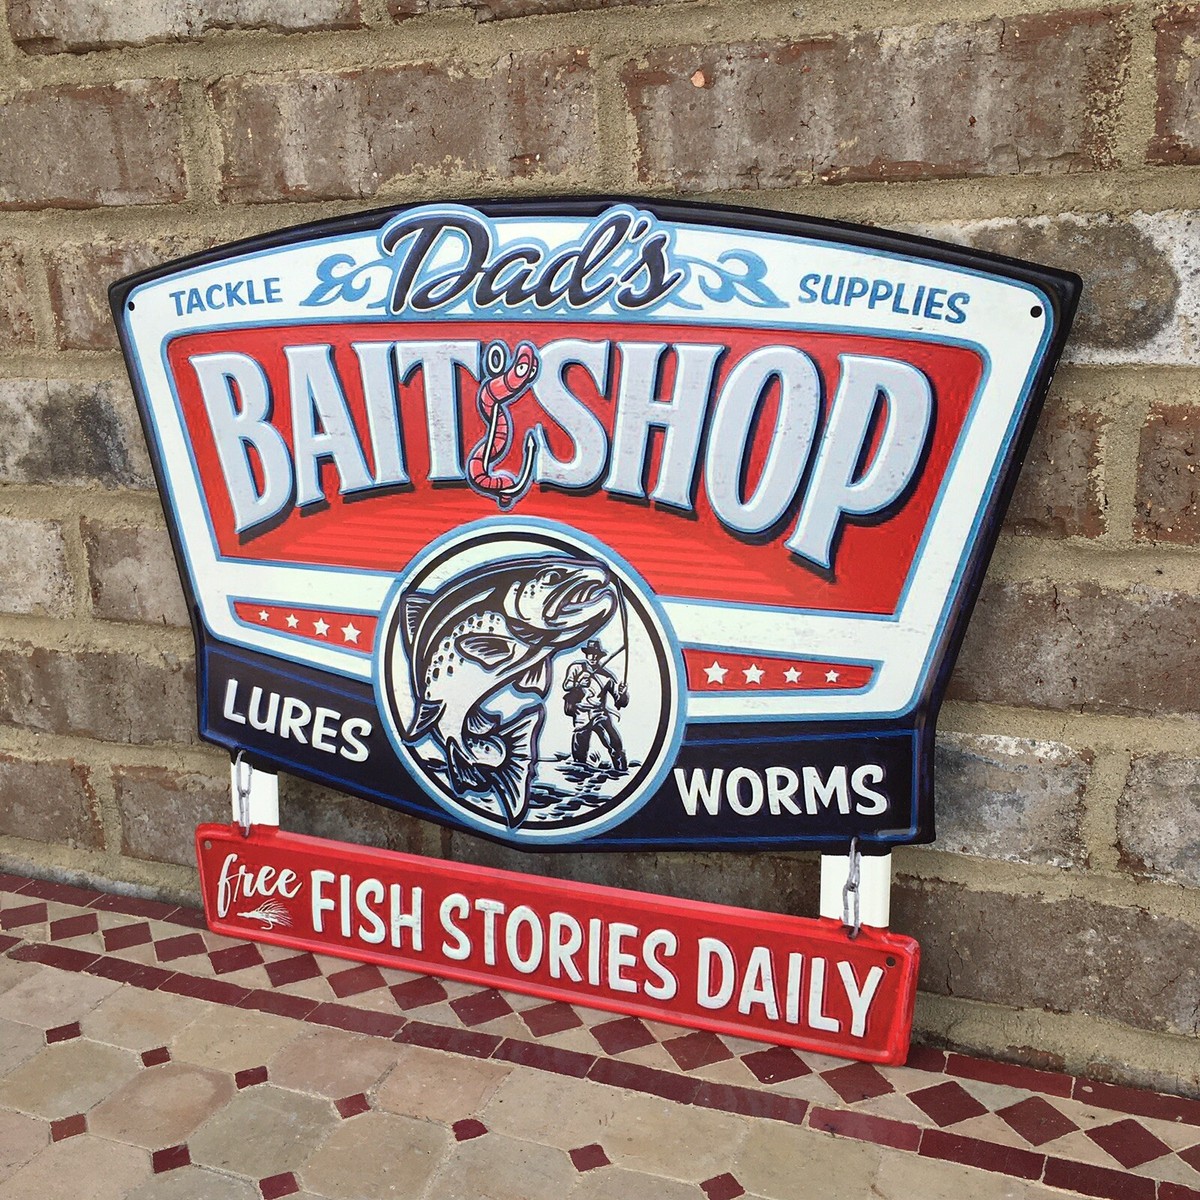 Dad's
TACKLE SUPPLIES
BAIT SHOP
LURES WORMS
free FISH STORIES DAILY